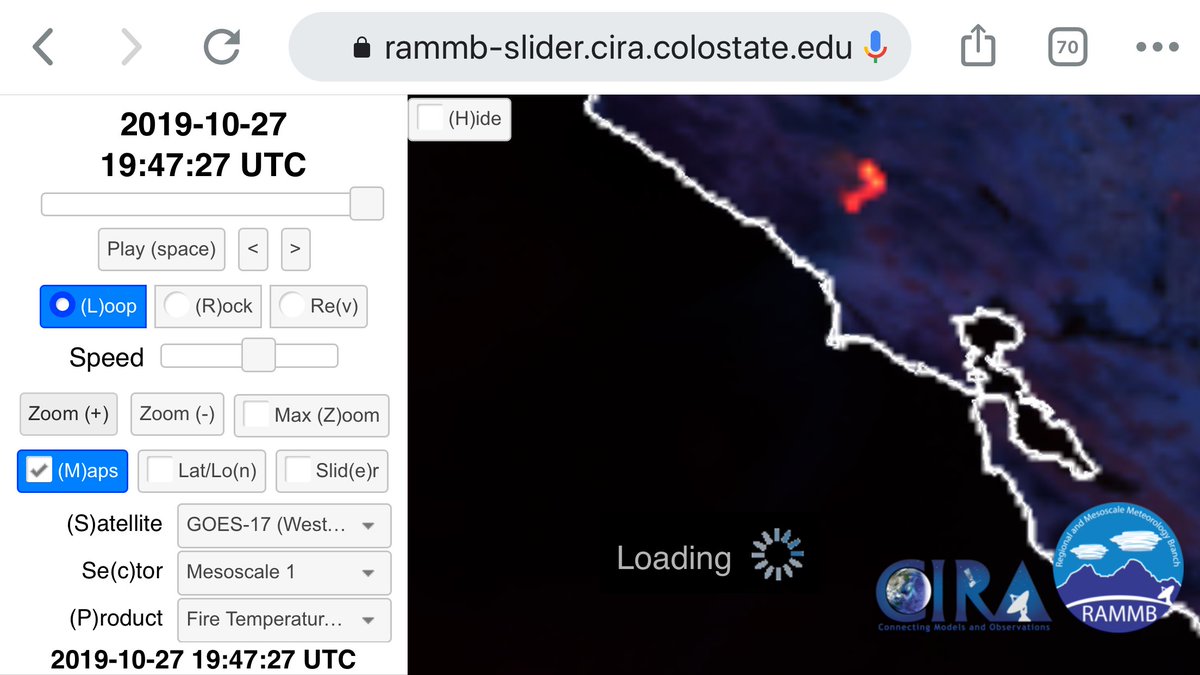 rammb-slider.cira.colostate.edu
70
2019-10-27
19:47:27 UTC
Play (space)
<
>
(L)oop
(R)ock
Re(v)
Speed
Zoom (+)
Zoom (-)
Max (Z)oom
(M)aps
Lat/Lo(n)
Slid(e)r
(S)atellite
GOES-17 (West...
Se(c)tor
Mesoscale 1
(P)roduct
Fire Temperatur...
2019-10-27 19:47:27 UTC
(H)ide
Loading
CIRA
Connecting Models and Observations
Regional and Mesoscale Meteorology Branch
RAMMB